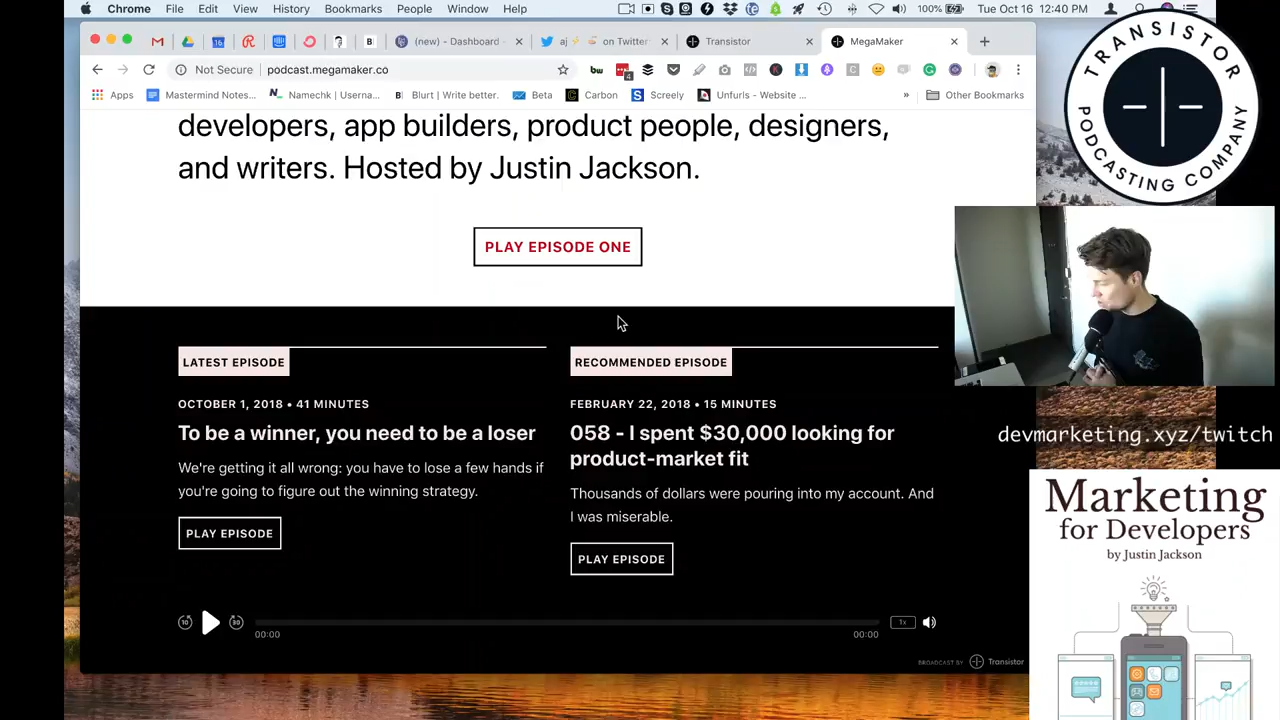 Chrome File Edit View History Bookmarks People Window Help
100% Tue Oct 16 12:40 PM
(new) - Dashboard -
aj on Twitter
Transistor
MegaMaker
Not Secure podcast.megamaker.co
Apps Mastermind Notes... Namechk | Userna... Blurt | Write better. Beta Carbon Screely Unfurls - Website ... » Other Bookmarks
developers, app builders, product people, designers,
and writers. Hosted by Justin Jackson.
PLAY EPISODE ONE
LATEST EPISODE
OCTOBER 1, 2018 • 41 MINUTES
To be a winner, you need to be a loser
We're getting it all wrong: you have to lose a few hands if
you're going to figure out the winning strategy.
PLAY EPISODE
RECOMMENDED EPISODE
FEBRUARY 22, 2018 • 15 MINUTES
058 - I spent $30,000 looking for
product-market fit
Thousands of dollars were pouring into my account. And
I was miserable.
PLAY EPISODE
10
30
00:00
00:00
1x
BROADCAST BY Transistor
TRANSISTOR
PODCASTING COMPANY
devmarketing.xyz/twitch
Marketing
for Developers
by Justin Jackson